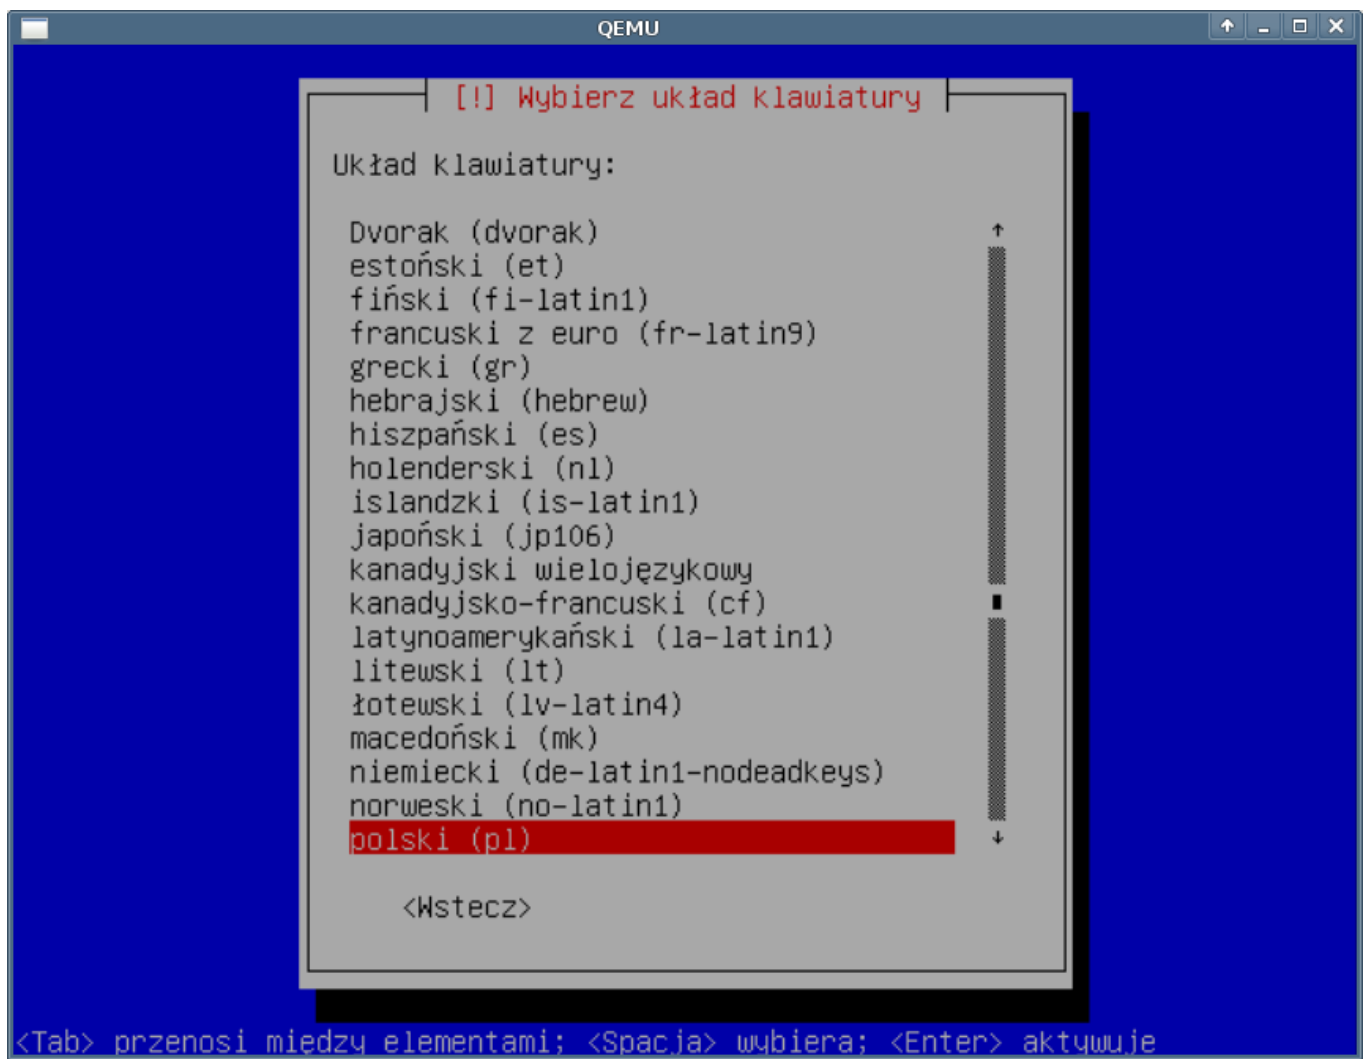 QEMU
[!] Wybierz układ klawiatury
Układ klawiatury:
Dvorak (dvorak)
estoński (et)
fiński (fi-latin1)
francuski z euro (fr-latin9)
grecki (gr)
hebrajski (hebrew)
hiszpański (es)
holenderski (nl)
islandzki (is-latin1)
japoński (jp106)
kanadyjski wielojęzykowy
kanadyjsko-francuski (cf)
latynoamerykański (la-latin1)
litewski (lt)
łotewski (lv-latin4)
macedoński (mk)
niemiecki (de-latin1-nodeadkeys)
norweski (no-latin1)
polski (pl)
<Wstecz>
<Tab> przenosi między elementami; <Spacja> wybiera; <Enter> aktywuje